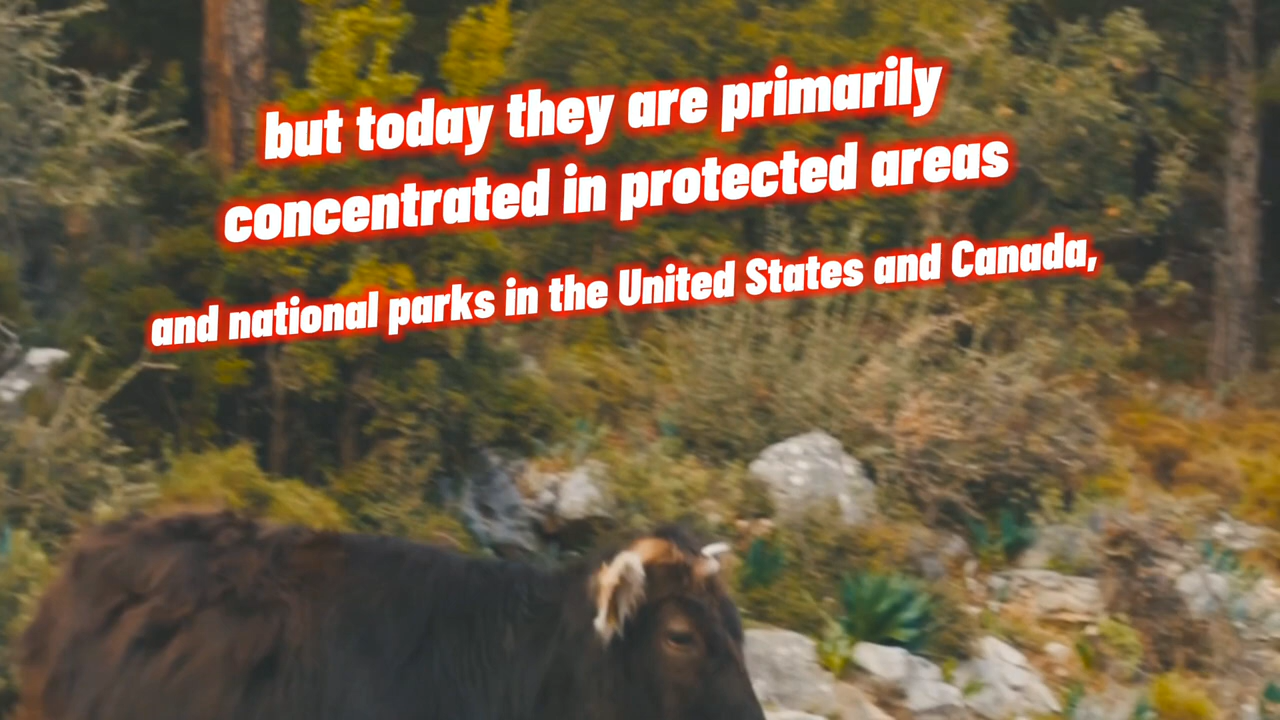 but today they are primarily
concentrated in protected areas
and national parks in the United States and Canada,